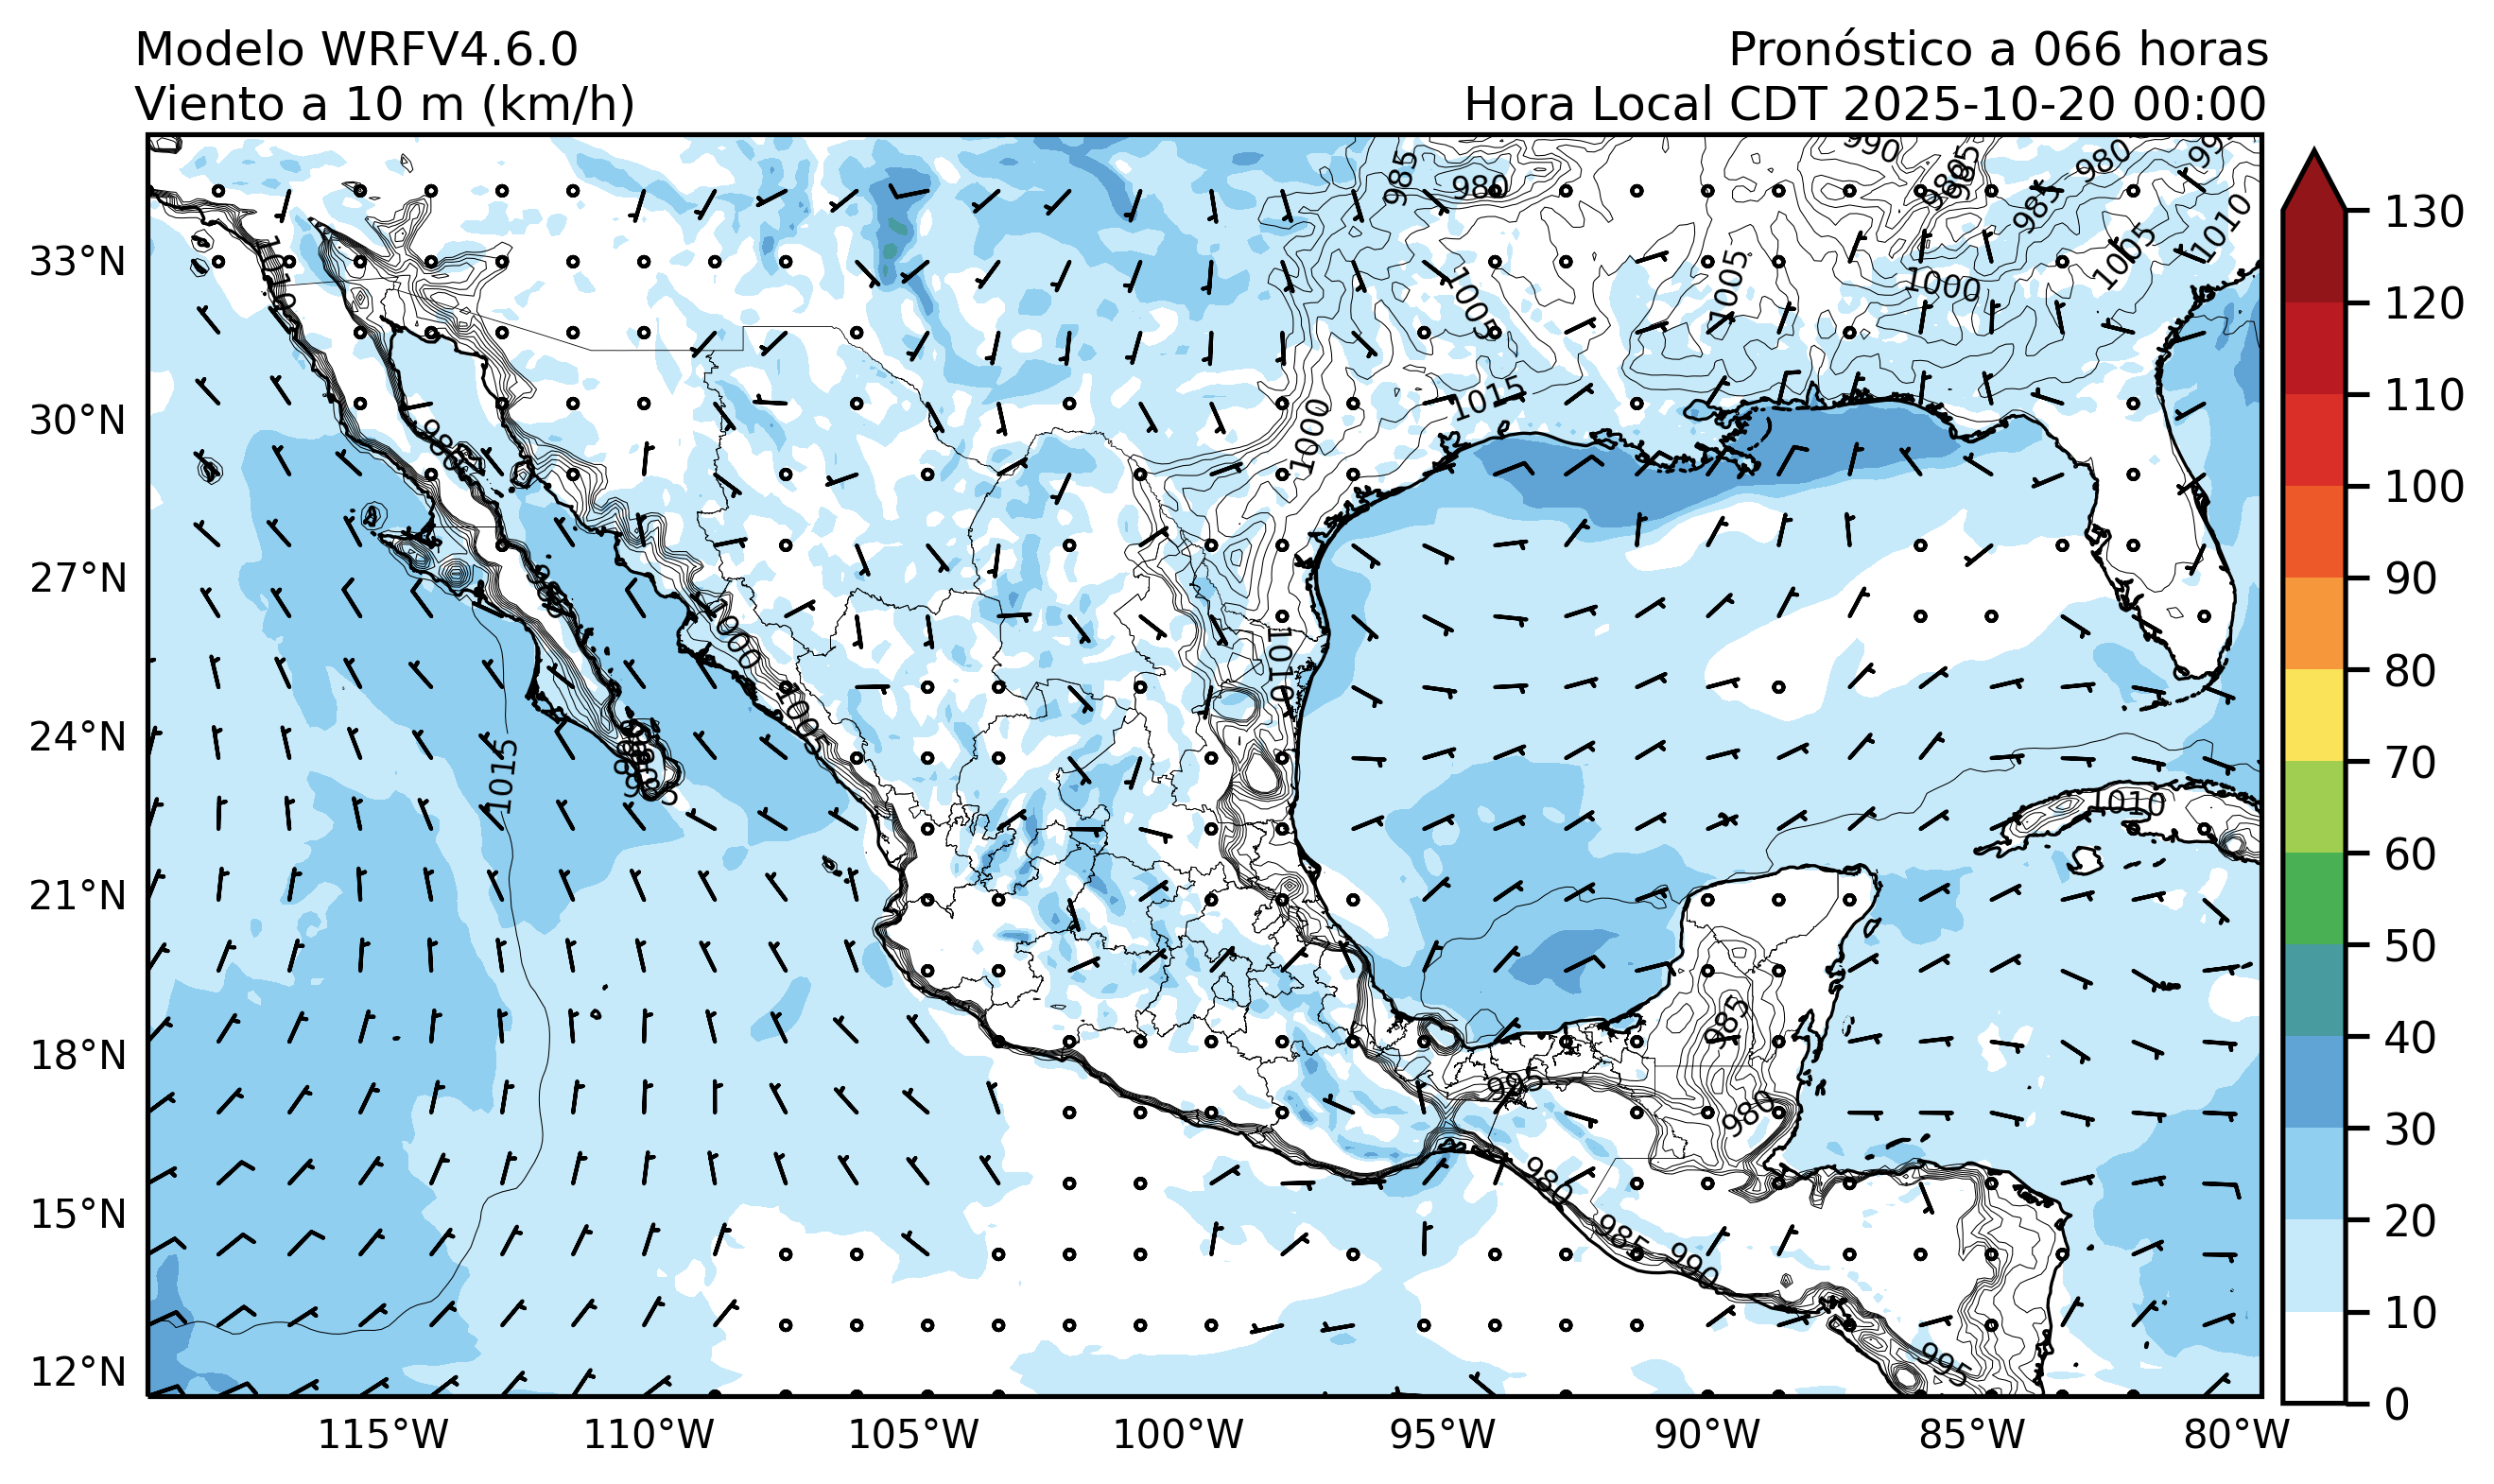 Modelo WRFV4.6.0
Pronóstico a 066 horas
Viento a 10 m (km/h)
Hora Local CDT 2025-10-20 00:00
990
980
985
980
985
985
1010
1005
1000
1005
1005
1010
1015
1000
1000
1010
1005
1015
1010
985
995
980
980
985
990
995
33°N
30°N
27°N
24°N
21°N
18°N
15°N
12°N
115°W
110°W
105°W
100°W
95°W
90°W
85°W
80°W
130
120
110
100
90
80
70
60
50
40
30
20
10
0